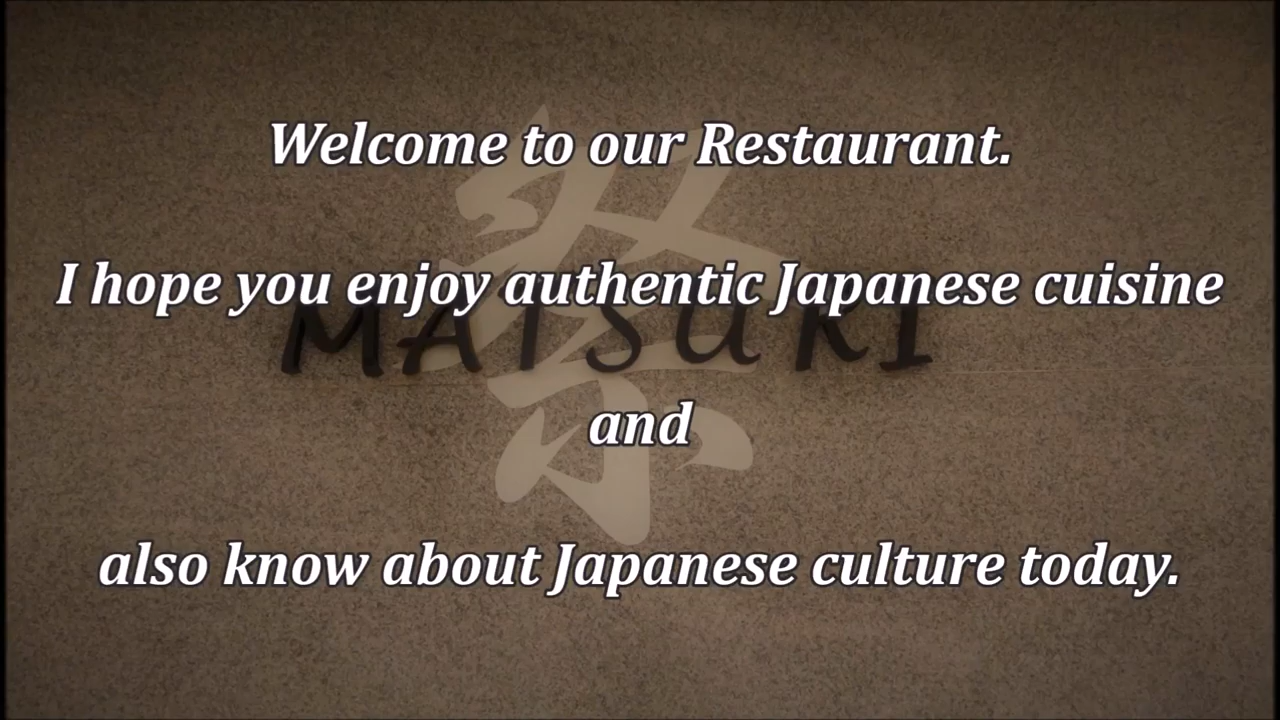 Welcome to our Restaurant.
I hope you enjoy authentic Japanese cuisine
祭
MATSURI
and
also know about Japanese culture today.